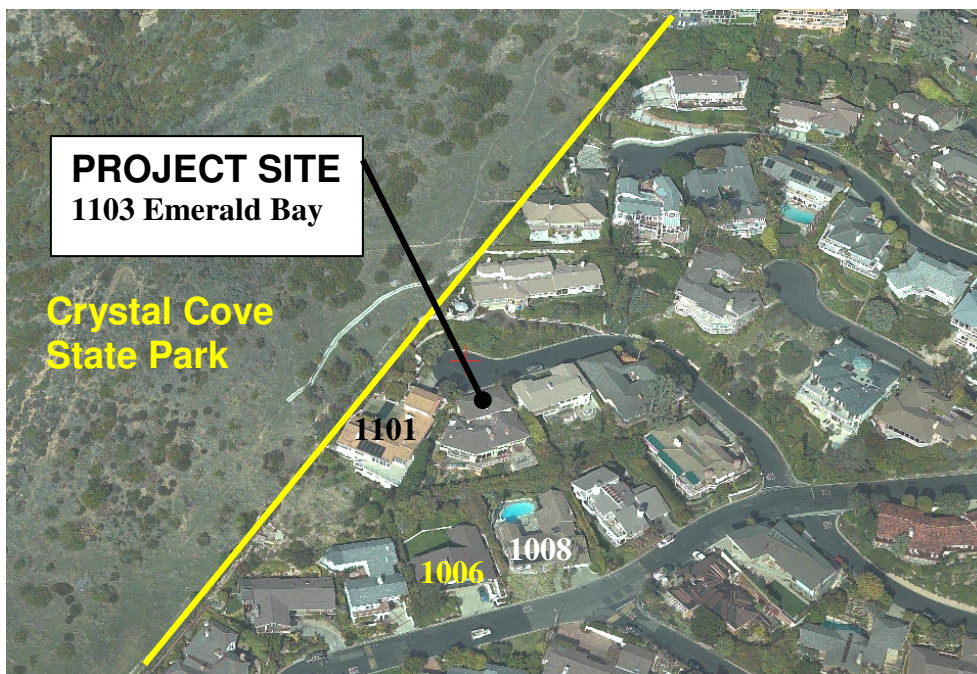 PROJECT SITE
1103 Emerald Bay
Crystal Cove
State Park
1101
1008
1006